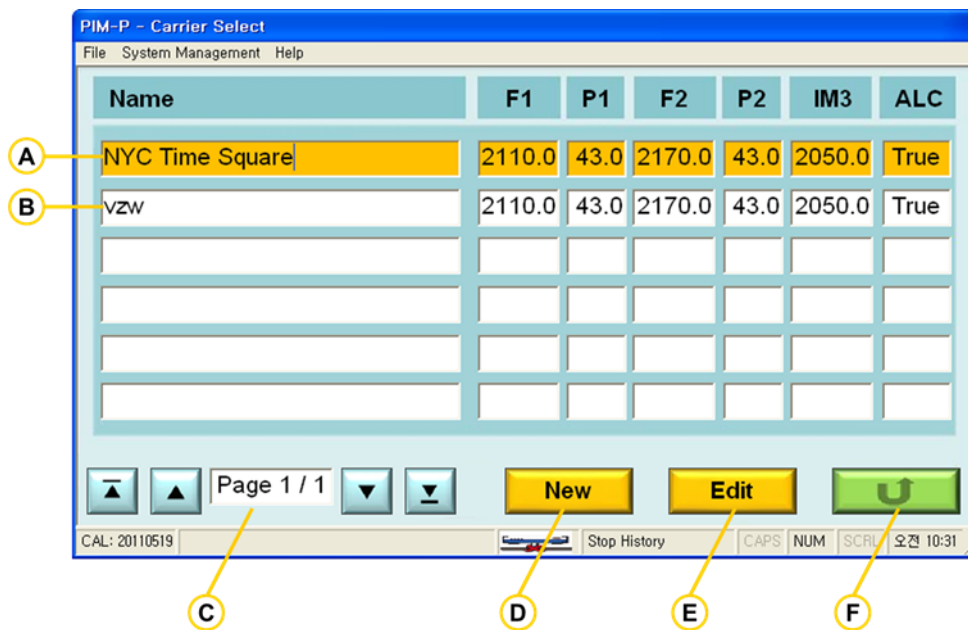 PIM-P - Carrier Select
File System Management Help
Name F1 P1 F2 P2 IM3 ALC
A NYC Time Square 2110.0 43.0 2170.0 43.0 2050.0 True
B vzw 2110.0 43.0 2170.0 43.0 2050.0 True
Page 1 / 1 New Edit
CAL: 20110519 Stop History CAPS NUM SCRL 오전 10:31
C D E F